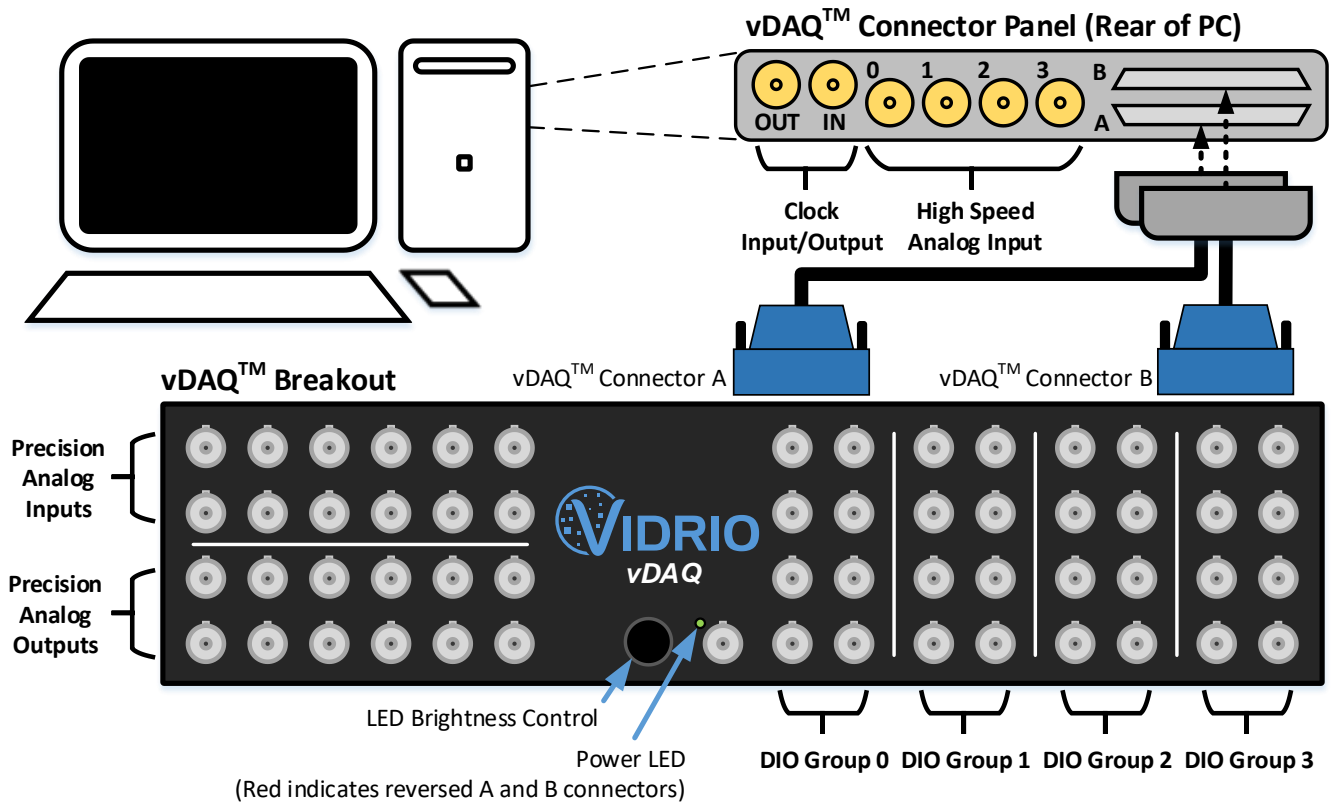 vDAQ™ Connector Panel (Rear of PC)
0 1 2 3 B
OUT IN A
Clock
Input/Output
High Speed
Analog Input
vDAQ™ Breakout
vDAQ™ Connector A
vDAQ™ Connector B
Precision
Analog
Inputs
Precision
Analog
Outputs
VIDRIO
vDAQ
LED Brightness Control
Power LED
(Red indicates reversed A and B connectors)
DIO Group 0 DIO Group 1 DIO Group 2 DIO Group 3